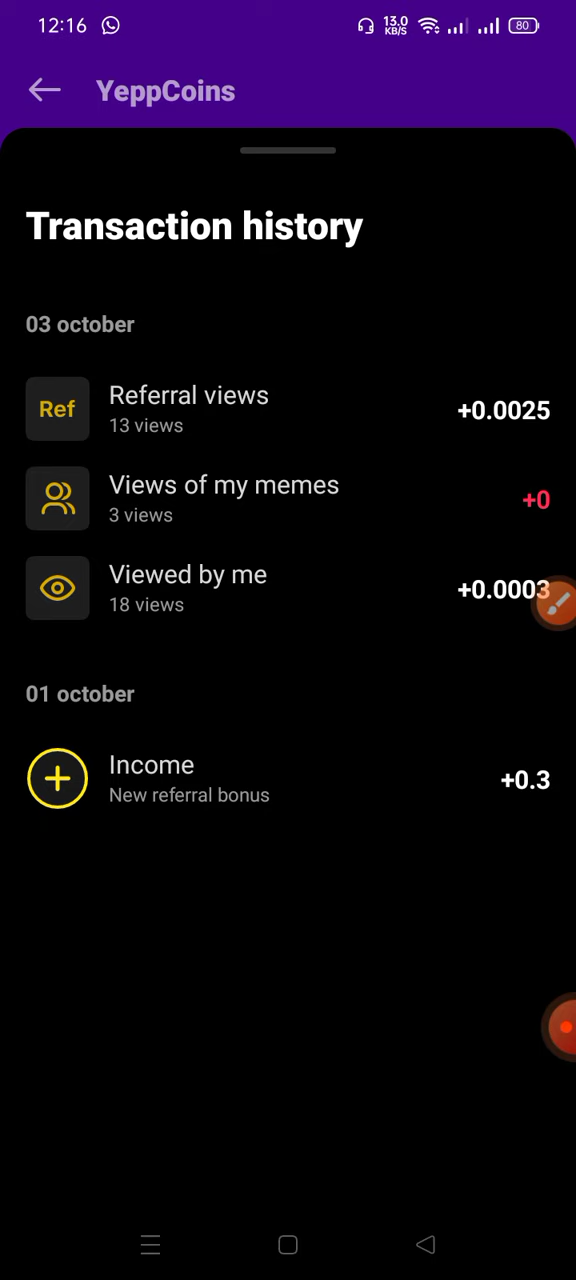 12:16
13.0
KB/S
80
YeppCoins
Transaction history
03 october
Ref
Referral views
13 views
+0.0025
Views of my memes
3 views
+0
Viewed by me
18 views
+0.0003
01 october
Income
New referral bonus
+0.3